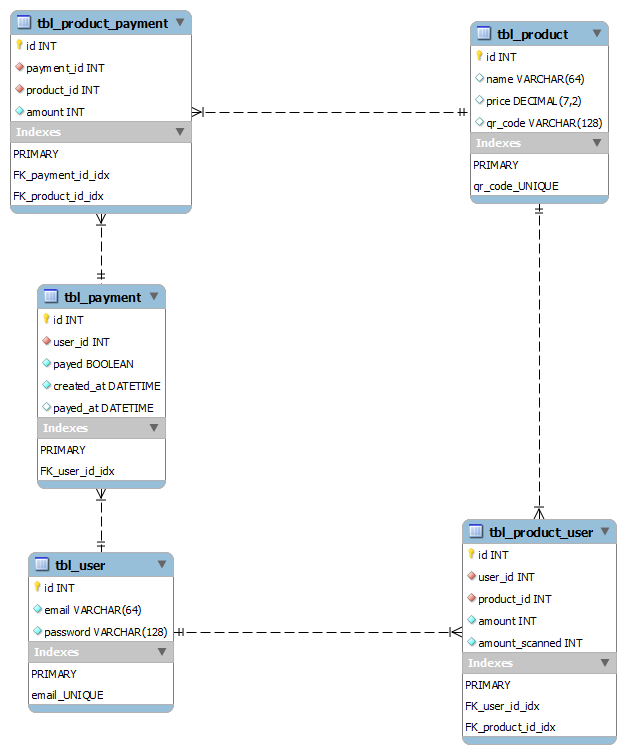 tbl_product_payment
id INT
payment_id INT
product_id INT
amount INT
Indexes
PRIMARY
FK_payment_id_idx
FK_product_id_idx
tbl_product
id INT
name VARCHAR(64)
price DECIMAL(7,2)
qr_code VARCHAR(128)
Indexes
PRIMARY
qr_code_UNIQUE
tbl_payment
id INT
user_id INT
payed BOOLEAN
created_at DATETIME
payed_at DATETIME
Indexes
PRIMARY
FK_user_id_idx
tbl_user
id INT
email VARCHAR(64)
password VARCHAR(128)
Indexes
PRIMARY
email_UNIQUE
tbl_product_user
id INT
user_id INT
product_id INT
amount INT
amount_scanned INT
Indexes
PRIMARY
FK_user_id_idx
FK_product_id_idx